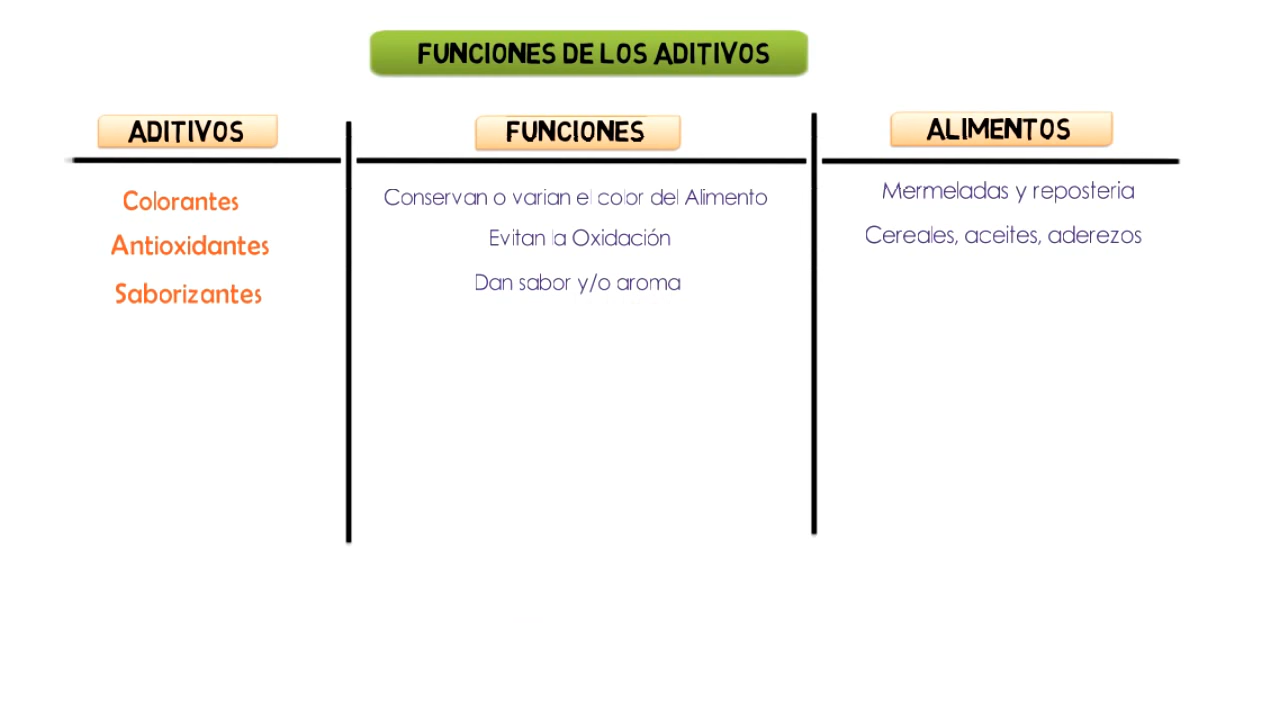 FUNCIONES DE LOS ADITIVOS
ADITIVOS
FUNCIONES
ALIMENTOS
Colorantes
Conservan o varian el color del Alimento
Mermeladas y reposteria
Antioxidantes
Evitan la Oxidación
Cereales, aceites, aderezos
Saborizantes
Dan sabor y/o aroma